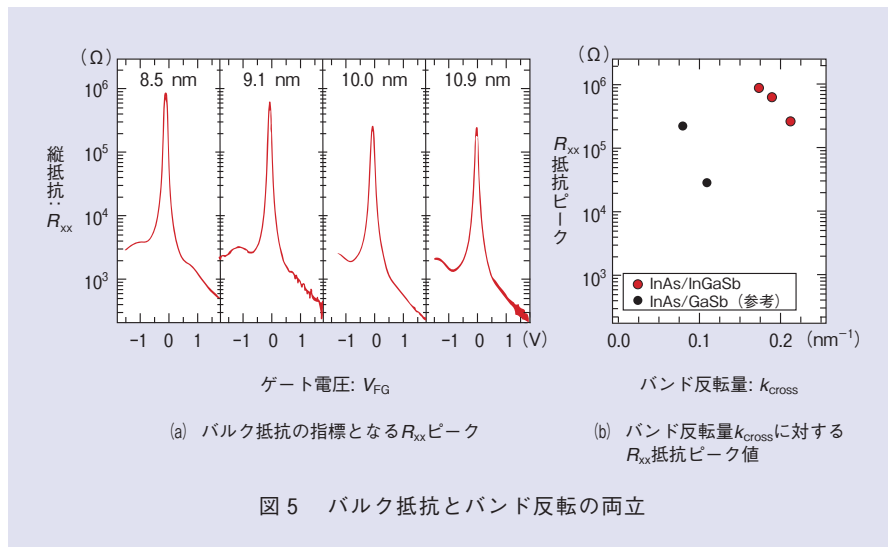 (Ω)
8.5 nm
9.1 nm
10.0 nm
10.9 nm
10⁶
10⁵
10⁴
10³
縦抵抗: Rxx
-1 0 1 -1 0 1 -1 0 1 -1 0 1 (V)
ゲート電圧: VFG
(a) バルク抵抗の指標となるRxxピーク
(Ω)
10⁶
10⁵
10⁴
10³
Rxx抵抗ピーク
InAs/InGaSb
InAs/GaSb（参考）
0.0 0.1 0.2 (nm⁻¹)
バンド反転量: kcross
(b) バンド反転量kcrossに対する
Rxx抵抗ピーク値
図5 バルク抵抗とバンド反転の両立